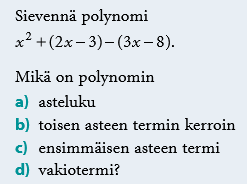 Sievennä polynomi
x² + (2x – 3) – (3x – 8).
Mikä on polynomin
a) asteluku
b) toisen asteen termin kerroin
c) ensimmäisen asteen termi
d) vakiotermi?